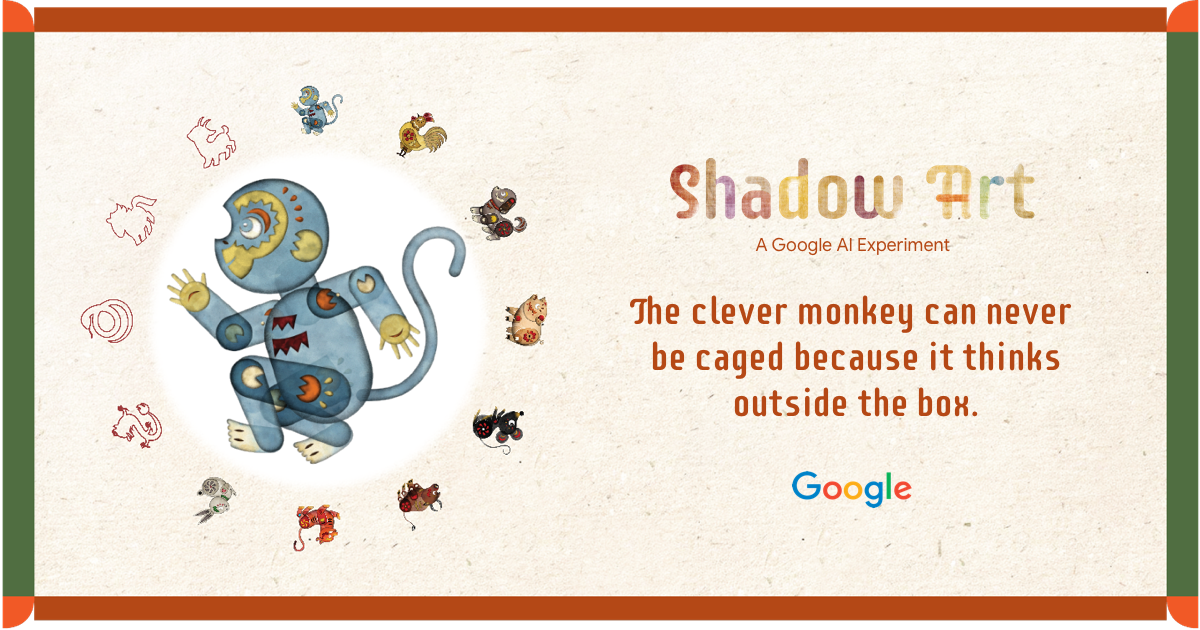 Shadow Art
A Google AI Experiment
The clever monkey can never
be caged because it thinks
outside the box.
Google